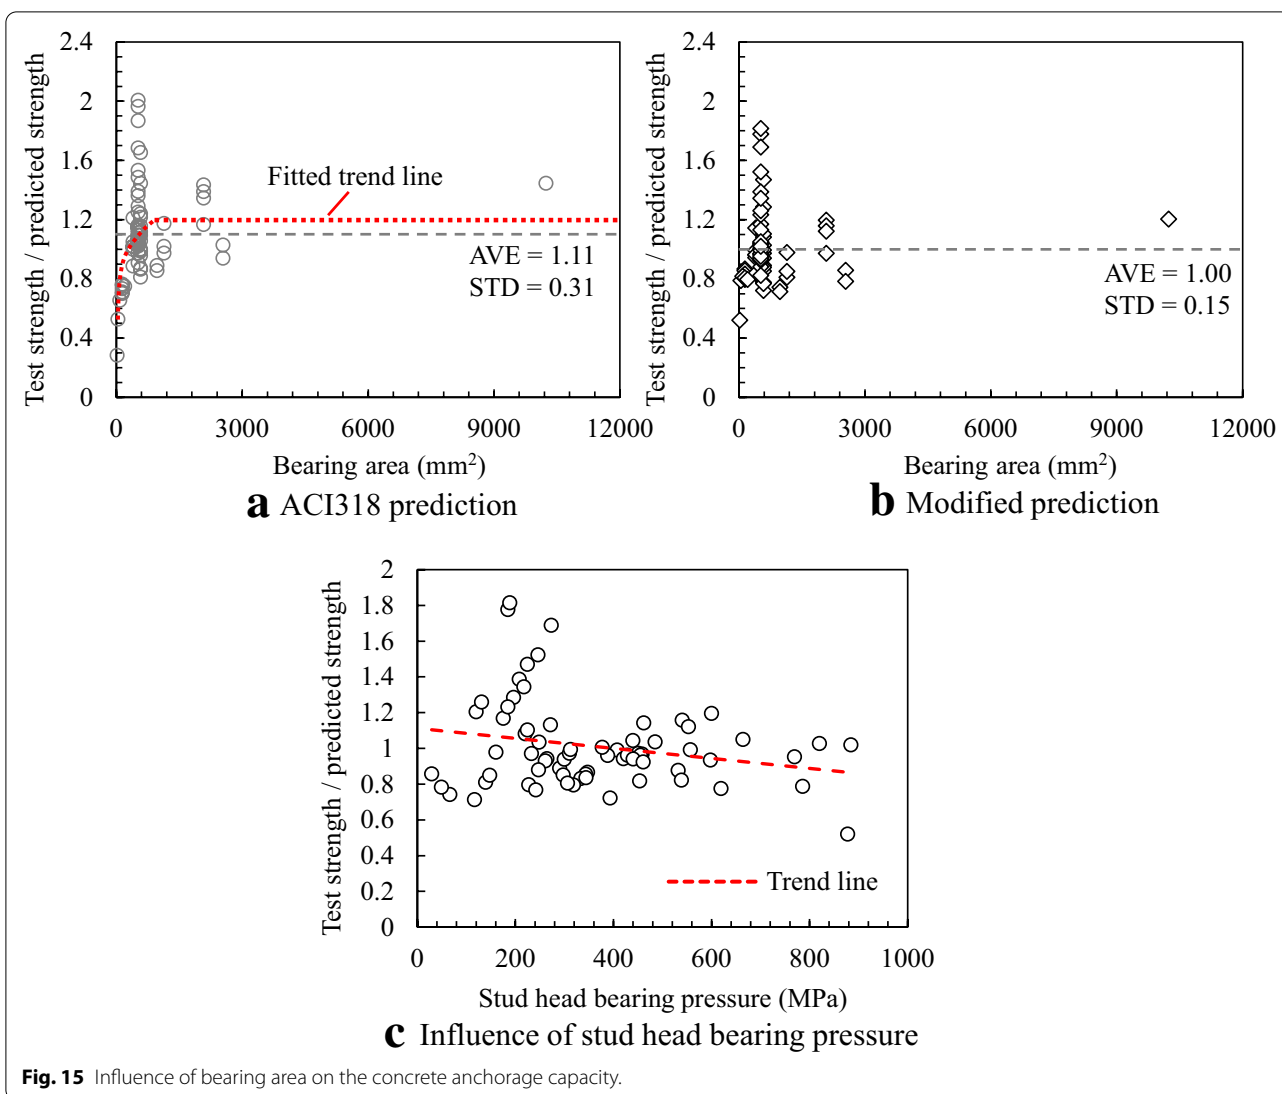 Test strength / predicted strength
2.4
2
1.6
1.2
0.8
0.4
0
Fitted trend line
AVE = 1.11
STD = 0.31
0 3000 6000 9000 12000
Bearing area (mm²)
a ACI318 prediction
Test strength / predicted strength
2.4
2
1.6
1.2
0.8
0.4
0
AVE = 1.00
STD = 0.15
0 3000 6000 9000 12000
Bearing area (mm²)
b Modified prediction
Test strength / predicted strength
2
1.8
1.6
1.4
1.2
1
0.8
0.6
0.4
0.2
0
Trend line
0 200 400 600 800 1000
Stud head bearing pressure (MPa)
c Influence of stud head bearing pressure
Fig. 15 Influence of bearing area on the concrete anchorage capacity.